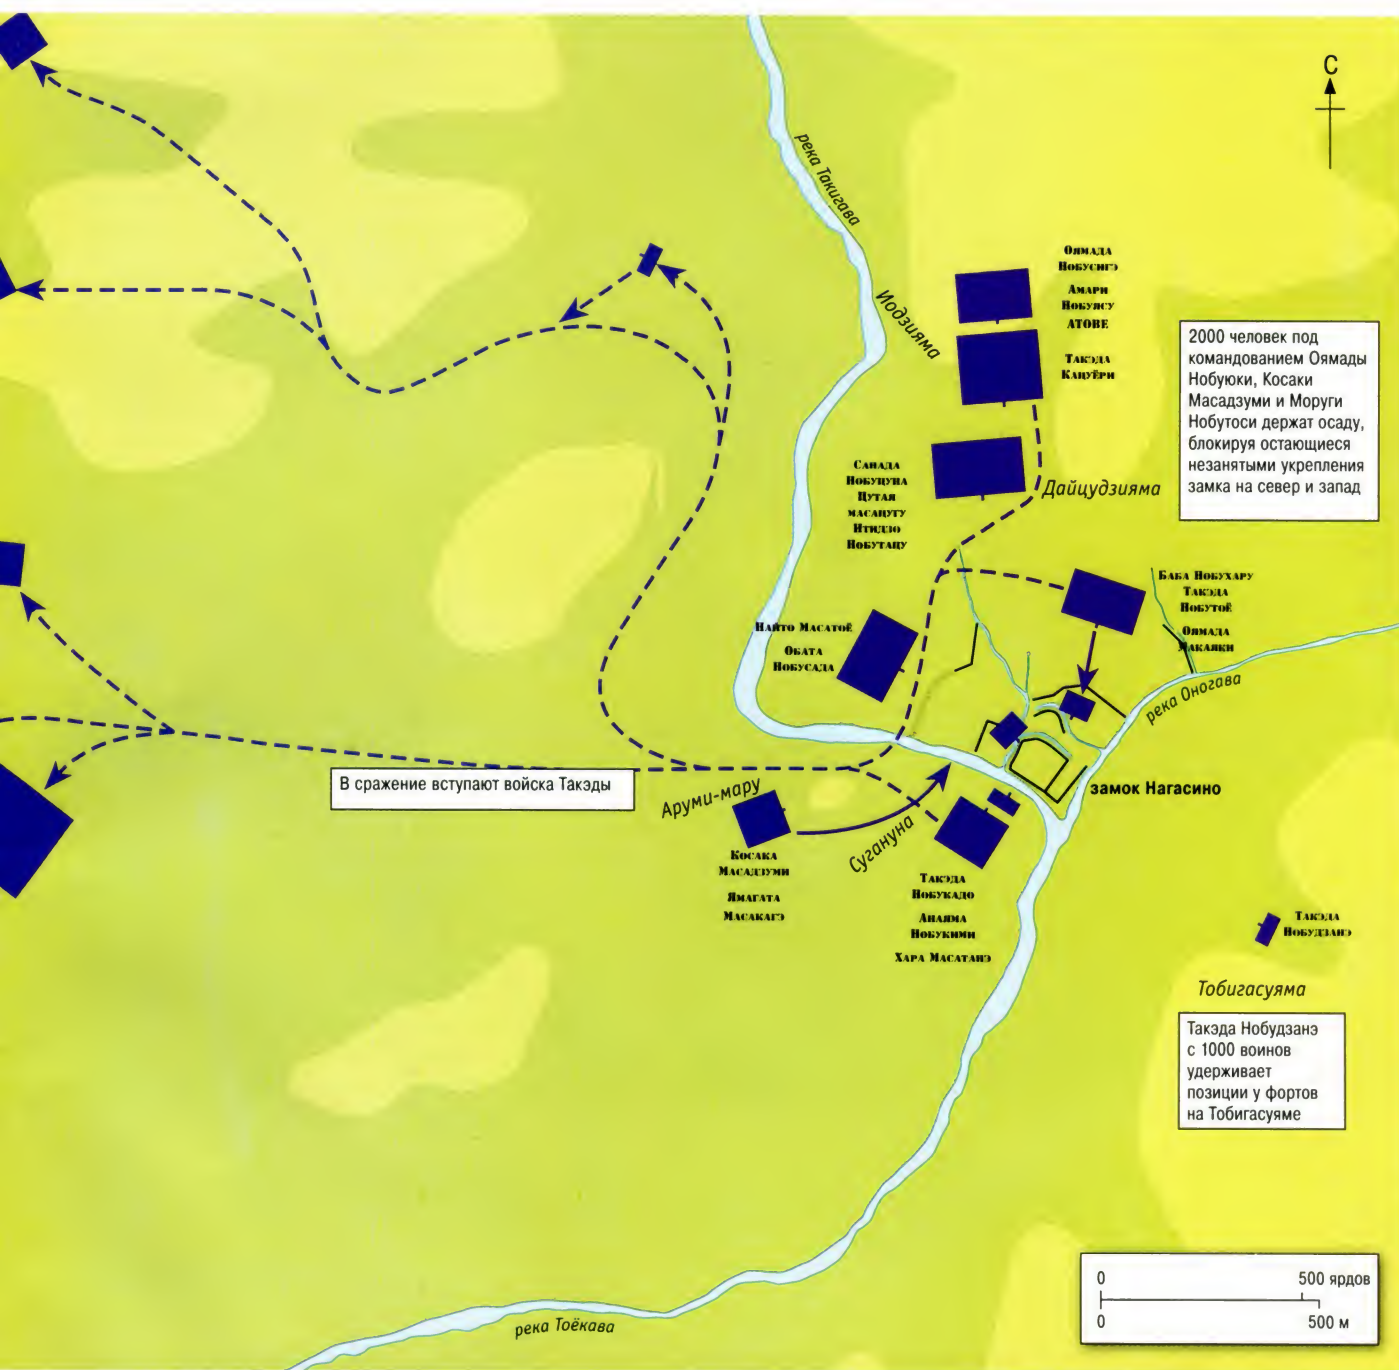 С
река Такигава
Иодзияма
Оямада
Нобусигэ
Амари
Нобуясу
АТОВЕ
Такэда
Кацуёри
2000 человек под
командованием Оямады
Нобуюки, Косаки
Масадзуми и Моруги
Нобутоси держат осаду,
блокируя остающиеся
незанятыми укрепления
замка на север и запад
Санада
Нобуцуна
Цутая
масацугу
Итидзо
Нобутацу
Дайцудзияма
Баба Нобухару
Такэда
Нобутоё
Оямада
Макаяки
Найто Масатоё
Обата
Нобусада
река Оногава
В сражение вступают войска Такэды
Аруми-мару
замок Нагасино
Сугануна
Косака
Масадзуми
Ямагата
Масакагэ
Такэда
Нобукадо
Анаяма
Нобукими
Хара Масатанэ
Такэда
Нобудзанэ
Тобигасуяма
Такэда Нобудзанэ
с 1000 воинов
удерживает
позиции у фортов
на Тобигасуяме
0 500 ярдов
0 500 м
река Тоёкава